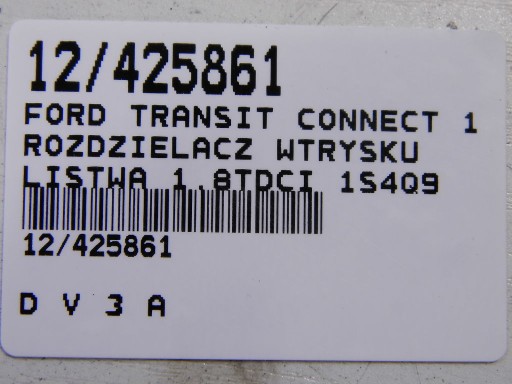 12/425861
FORD TRANSIT CONNECT 1
ROZDZIELACZ WTRYSKU
LISTWA 1.8TDCI 1S4Q9
12/425861
D V 3 A